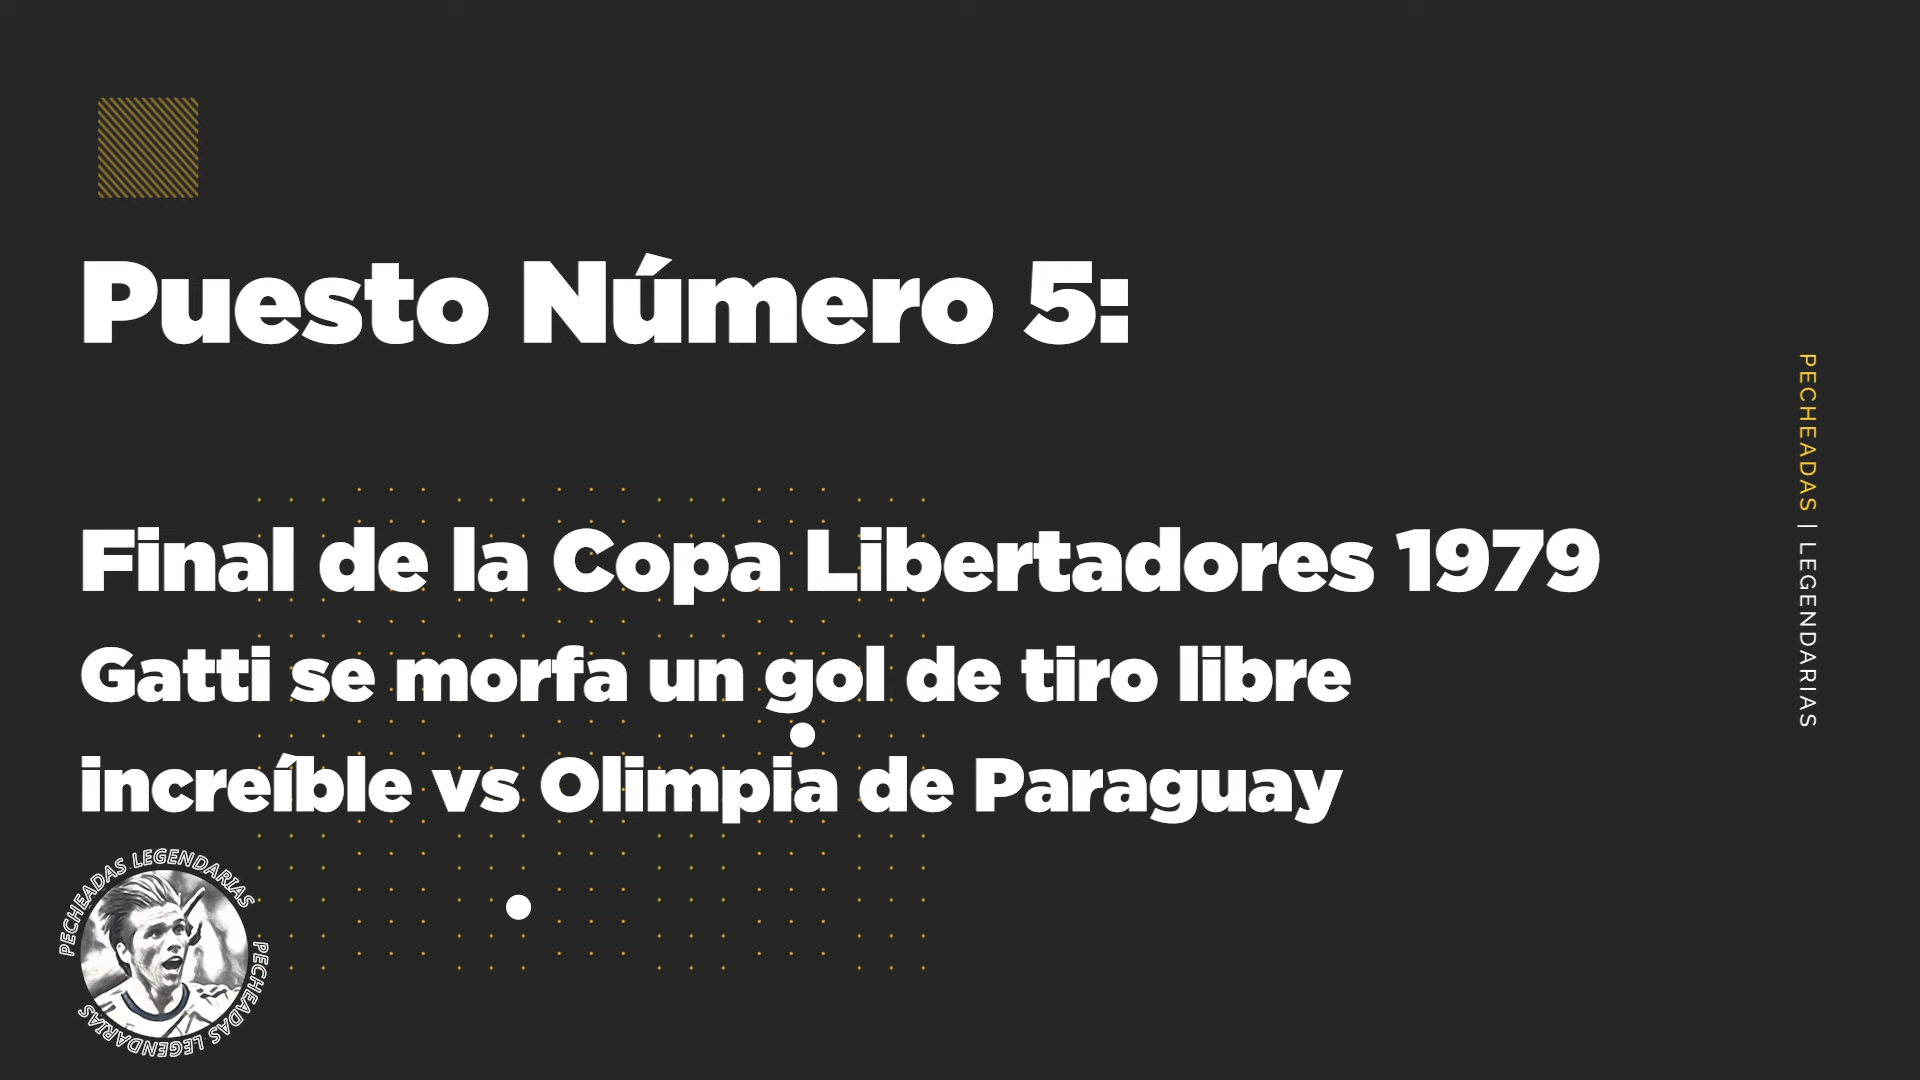 Puesto Número 5:
Final de la Copa Libertadores 1979
Gatti se morfa un gol de tiro libre
increíble vs Olimpia de Paraguay
PECHEADAS | LEGENDARIAS
PECHEADAS LEGENDARIAS
PECHEADAS LEGENDARIAS